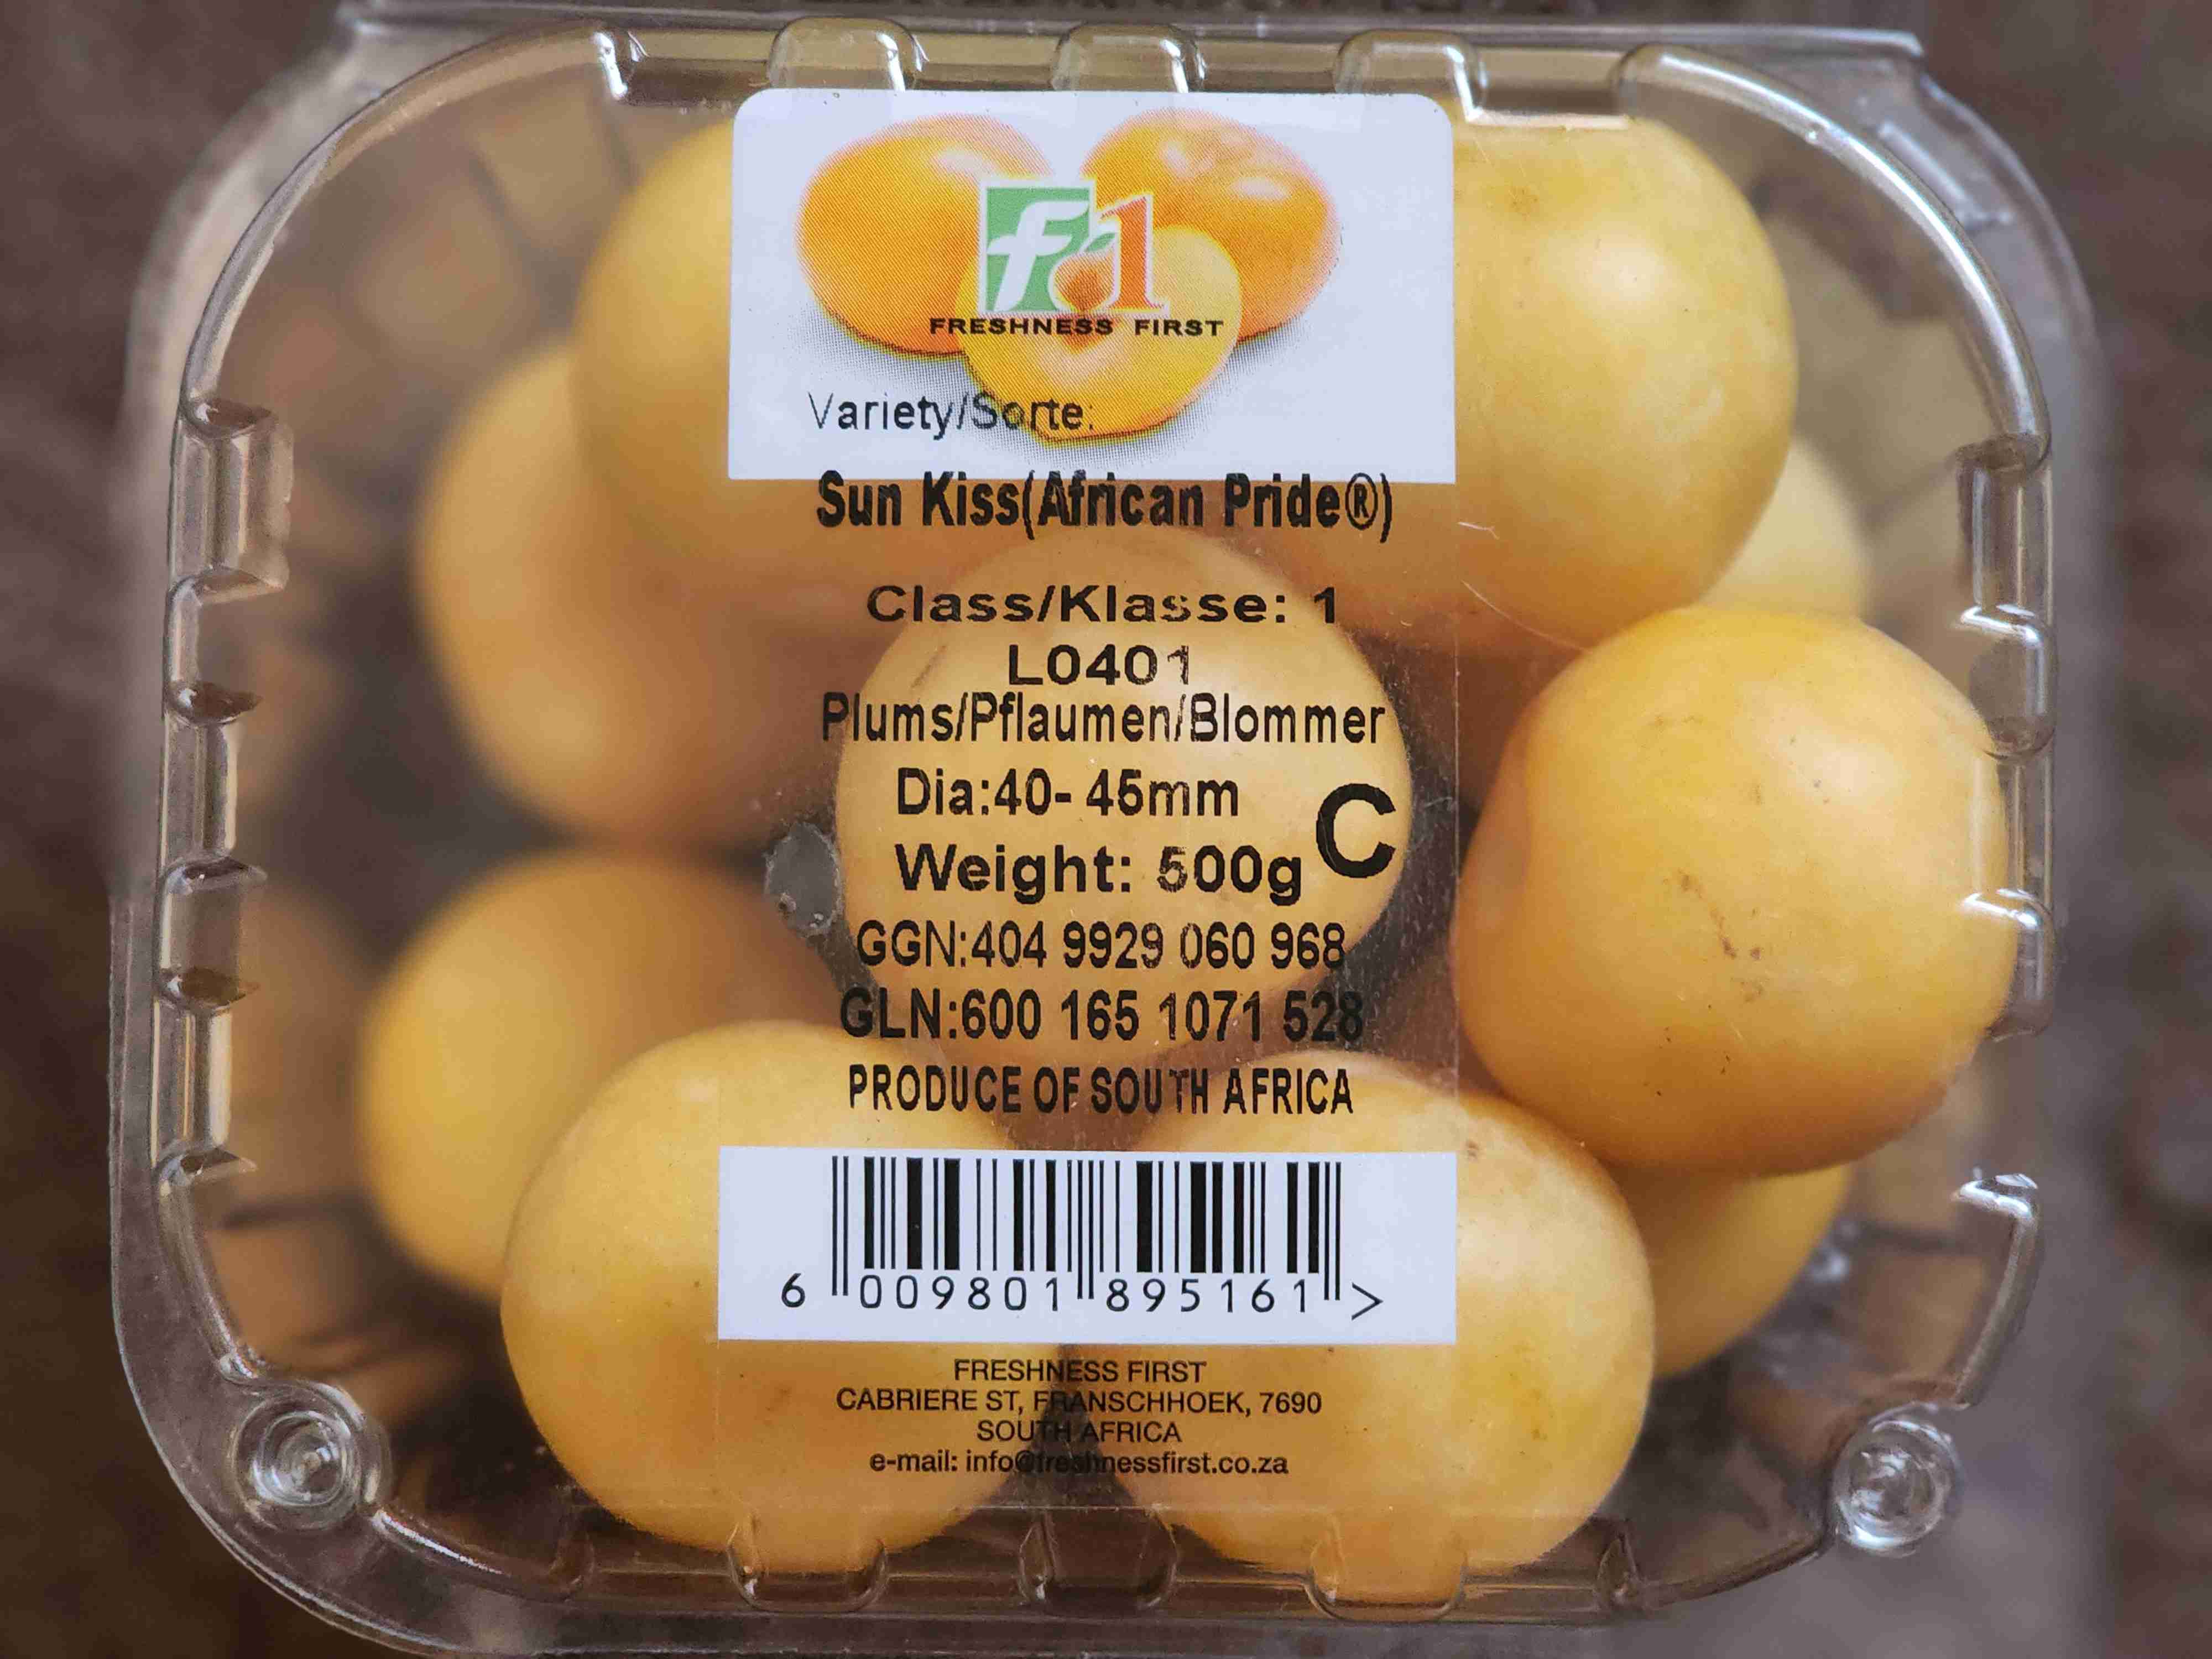 f1
FRESHNESS FIRST
Variety/Sorte:
Sun Kiss(African Pride®)
Class/Klasse: 1
L0401
Plums/Pflaumen/Blommer
Dia:40- 45mm
C
Weight: 500g
GGN:404 9929 060 968
GLN:600 165 1071 528
PRODUCE OF SOUTH AFRICA
6 009801 895161 >
FRESHNESS FIRST
CABRIERE ST, FRANSCHHOEK, 7690
SOUTH AFRICA
e-mail: info@freshnessfirst.co.za